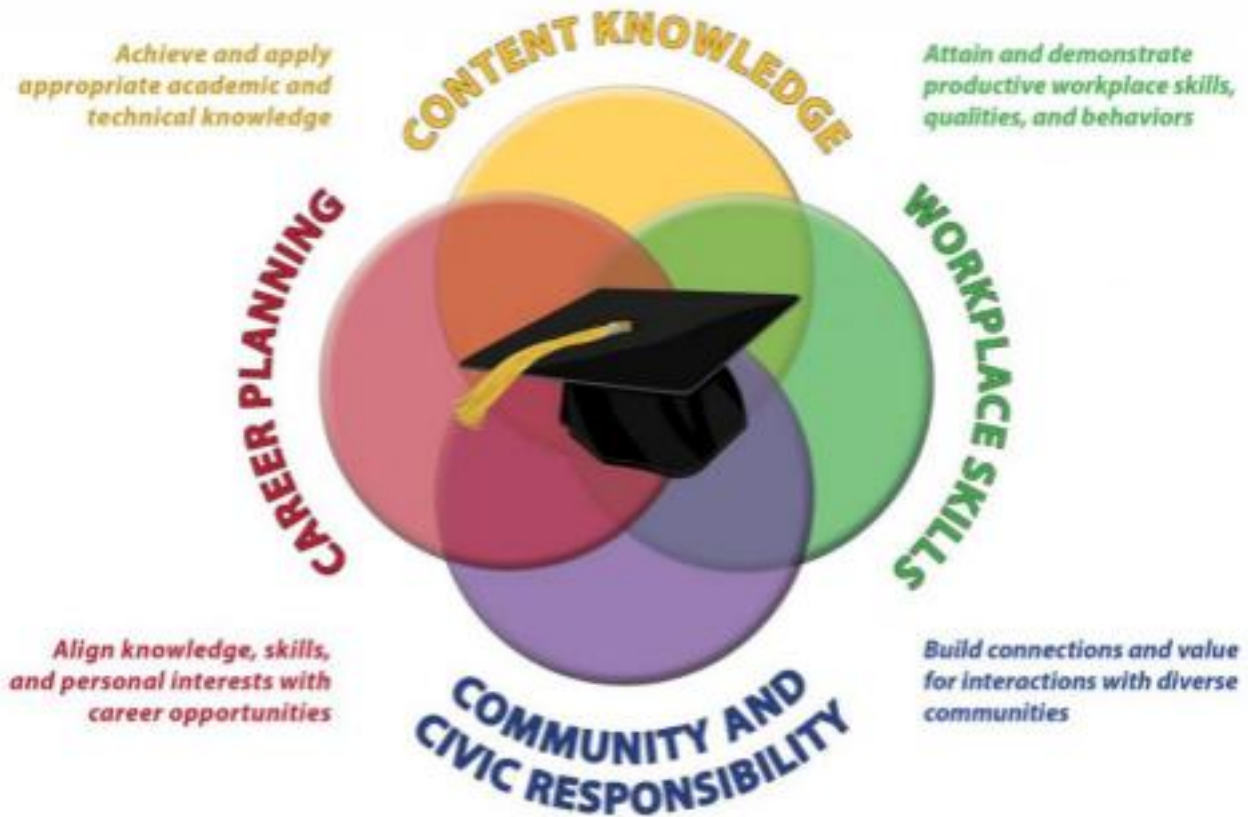 CONTENT KNOWLEDGE
Achieve and apply
appropriate academic and
technical knowledge
Attain and demonstrate
productive workplace skills,
qualities, and behaviors
CAREER PLANNING
WORKPLACE SKILLS
Align knowledge, skills,
and personal interests with
career opportunities
Build connections and value
for interactions with diverse
communities
COMMUNITY AND
CIVIC RESPONSIBILITY